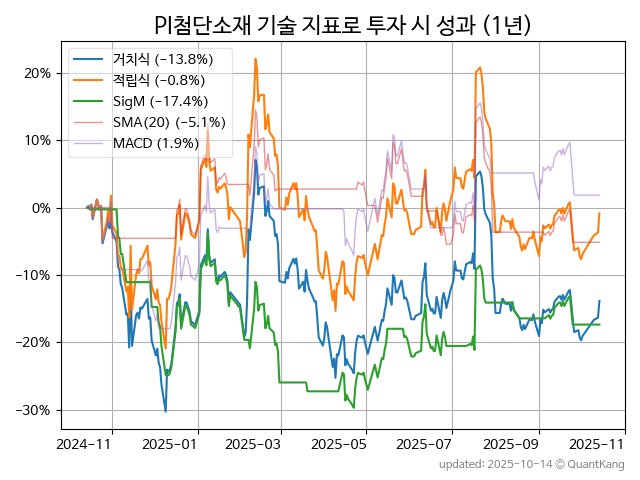 PI첨단소재 기술 지표로 투자 시 성과 (1년)
거치식 (−13.8%)
적립식 (−0.8%)
SigM (−17.4%)
SMA(20) (−5.1%)
MACD (1.9%)
20%
10%
0%
−10%
−20%
−30%
2024-11 2025-01 2025-03 2025-05 2025-07 2025-09 2025-11
updated: 2025-10-14 © QuantKang